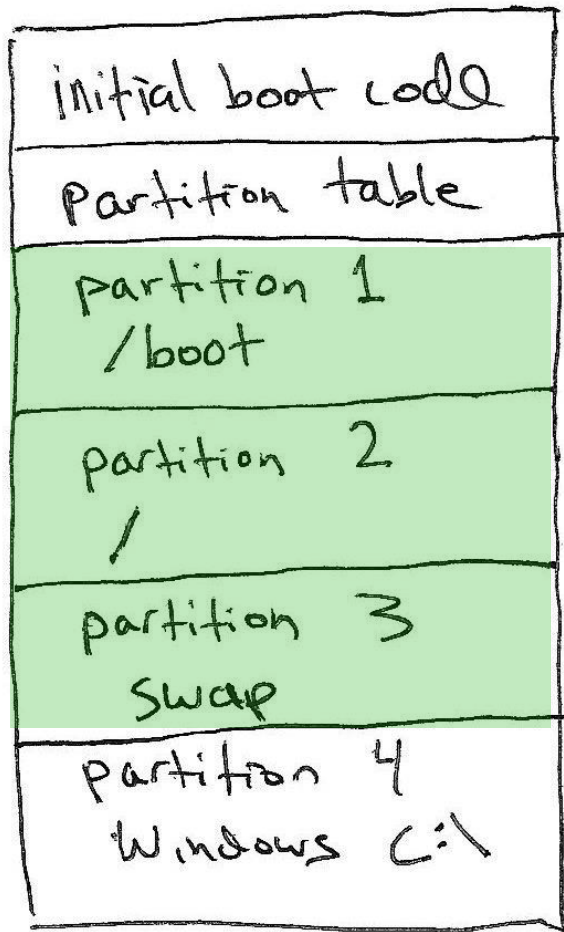 initial boot code
partition table
partition 1
/boot
partition 2
/
partition 3
swap
partition 4
Windows C:\